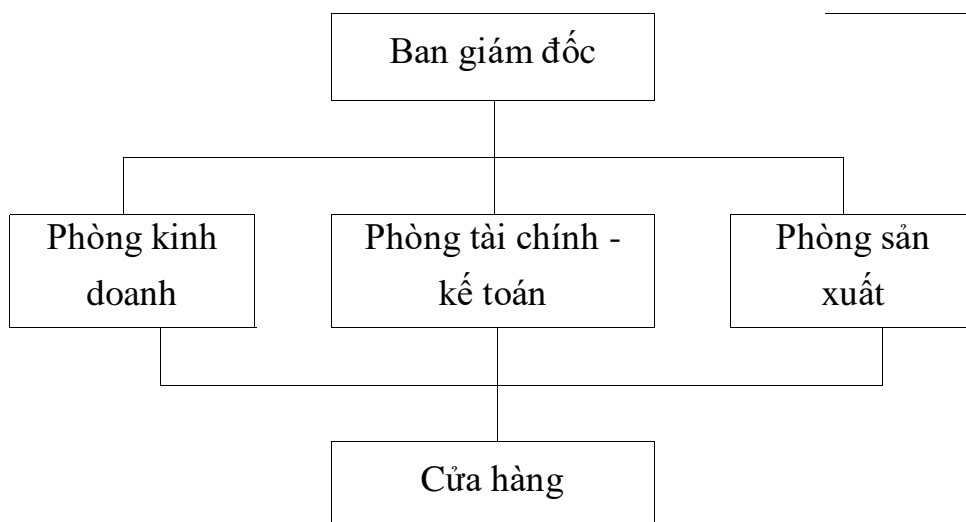 Ban giám đốc
Phòng kinh
doanh
Phòng tài chính -
kế toán
Phòng sản
xuất
Cửa hàng